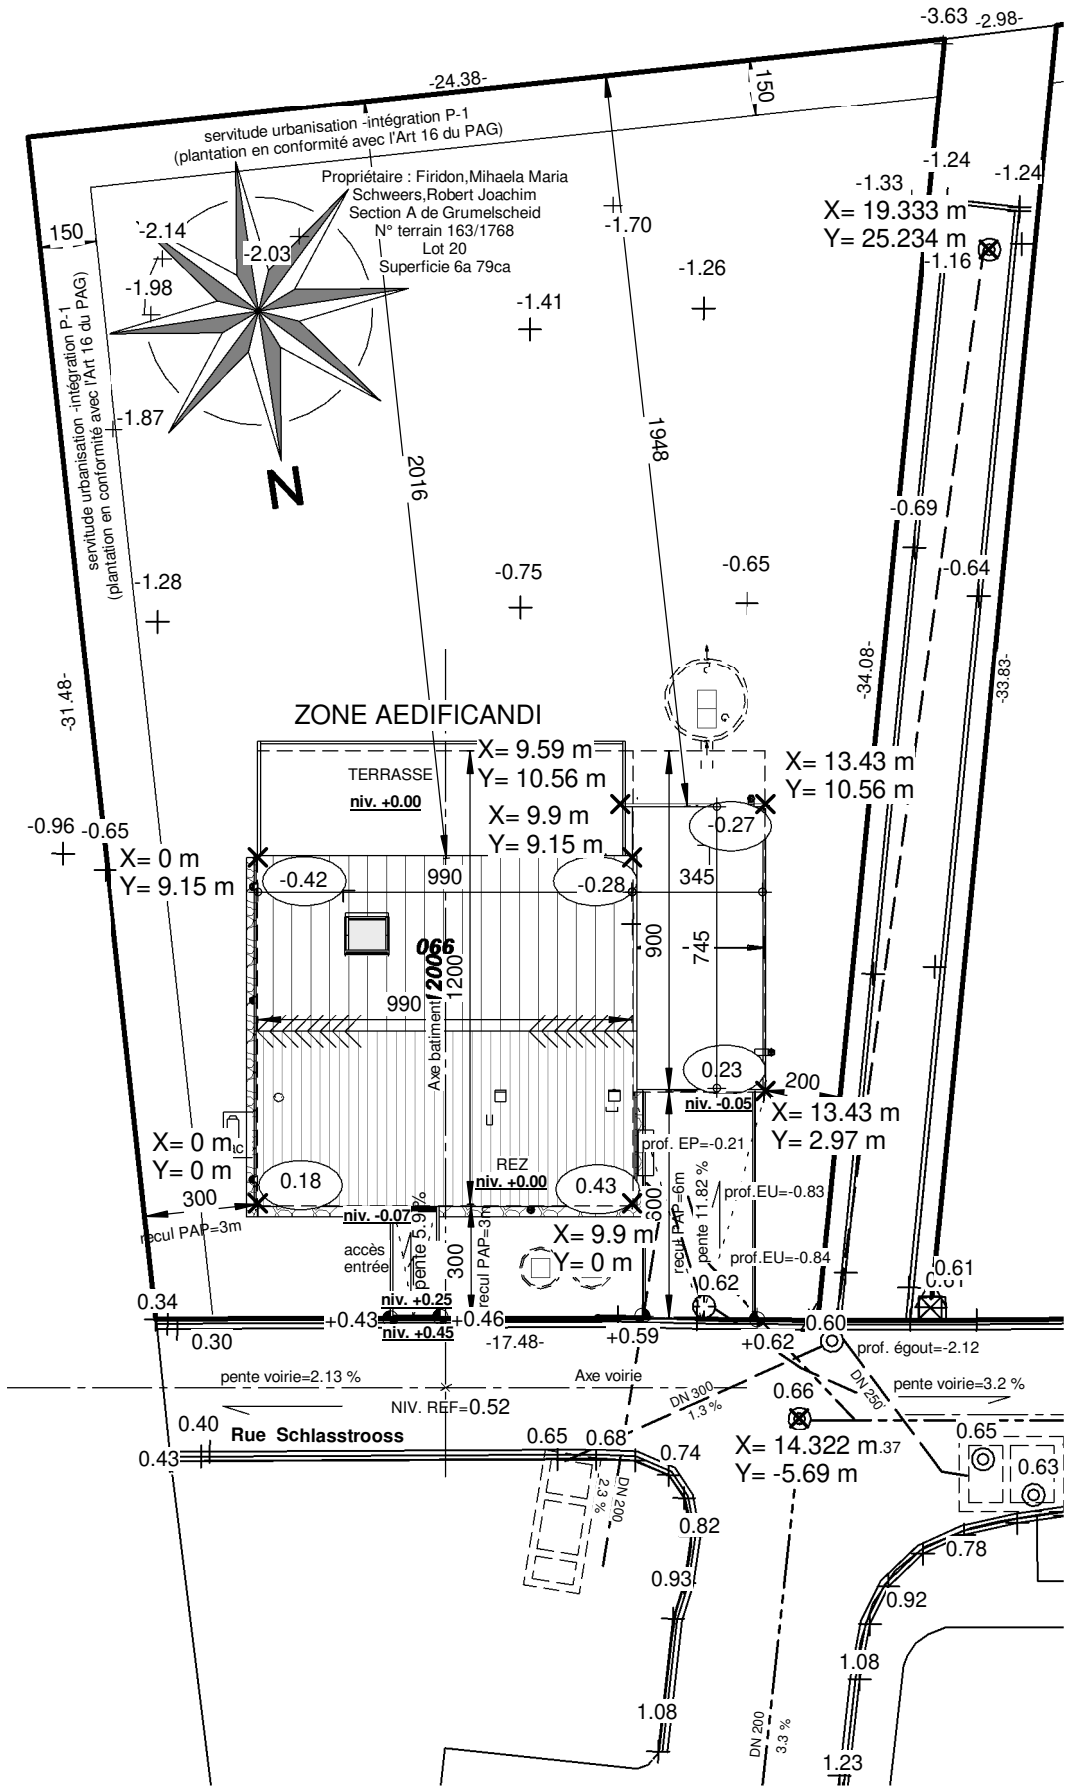 -3.63
-2.98-
-24.38-
150
servitude urbanisation -intégration P-1
(plantation en conformité avec l'Art 16 du PAG)
Propriétaire : Firidon,Mihaela Maria
Schweers,Robert Joachim
Section A de Grumelscheid
N° terrain 163/1768
Lot 20
Superficie 6a 79ca
-1.24
-1.24
-1.33
X= 19.333 m
Y= 25.234 m
-1.16
150
-2.14
-2.03
-1.70
-1.26
-1.98
-1.41
servitude urbanisation -intégration P-1
(plantation en conformité avec l'Art 16 du PAG)
-1.87
N
2016
1948
-0.69
-1.28
-0.75
-0.65
-0.64
-31.48-
-34.08-
-33.83-
G
ZONE AEDIFICANDI
TERRASSE
niv. +0.00
X= 9.59 m
Y= 10.56 m
X= 13.43 m
Y= 10.56 m
X= 9.9 m
Y= 9.15 m
-0.96
-0.65
X= 0 m
Y= 9.15 m
-0.27
-0.42
990
-0.28
345
990
12006
1200
900
745
990
Axe batiment
0.23
200
niv. -0.05
X= 13.43 m
Y= 2.97 m
X= 0 m
Y= 0 m
prof. EP=-0.21
REZ
niv. +0.00
0.18
0.43
300
recul PAP=3m
niv. -0.07
pente 5.9 %
accès
entrée
300
recul PAP=3m
X= 9.9 m
Y= 0 m
600
recul PAP=6m
pente 11.82 %
prof.EU=-0.83
prof.EU=-0.84
0.62
0.61
0.34
niv. +0.25
0.30
+0.43
niv. +0.45
+0.46
-17.48-
+0.59
+0.62
0.60
prof. égout=-2.12
pente voirie=2.13 %
Axe voirie
pente voirie=3.2 %
NIV. REF=0.52
DN 300
1.3 %
DN 250
0.66
0.40
Rue Schlasstrooss
0.43
0.65
0.68
0.74
X= 14.322 m
.37
Y= -5.69 m
0.65
0.63
DN 200
2.3 %
0.82
0.78
0.93
0.92
1.08
1.08
DN 200
3.3 %
1.23